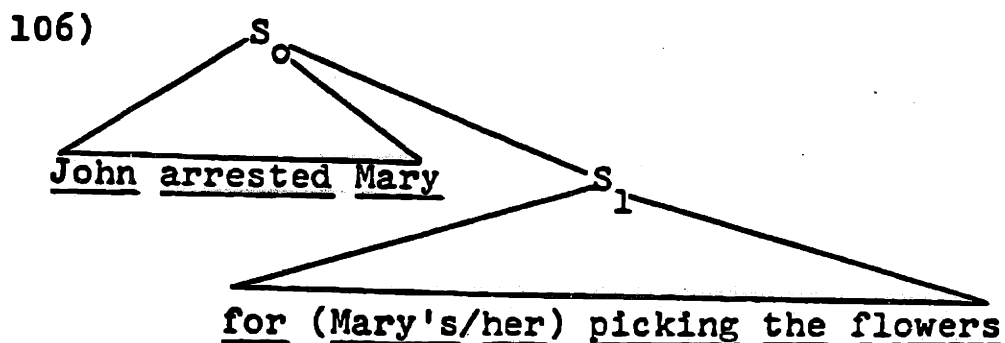 106)
S₀
John arrested Mary
S₁
for (Mary's/her) picking the flowers